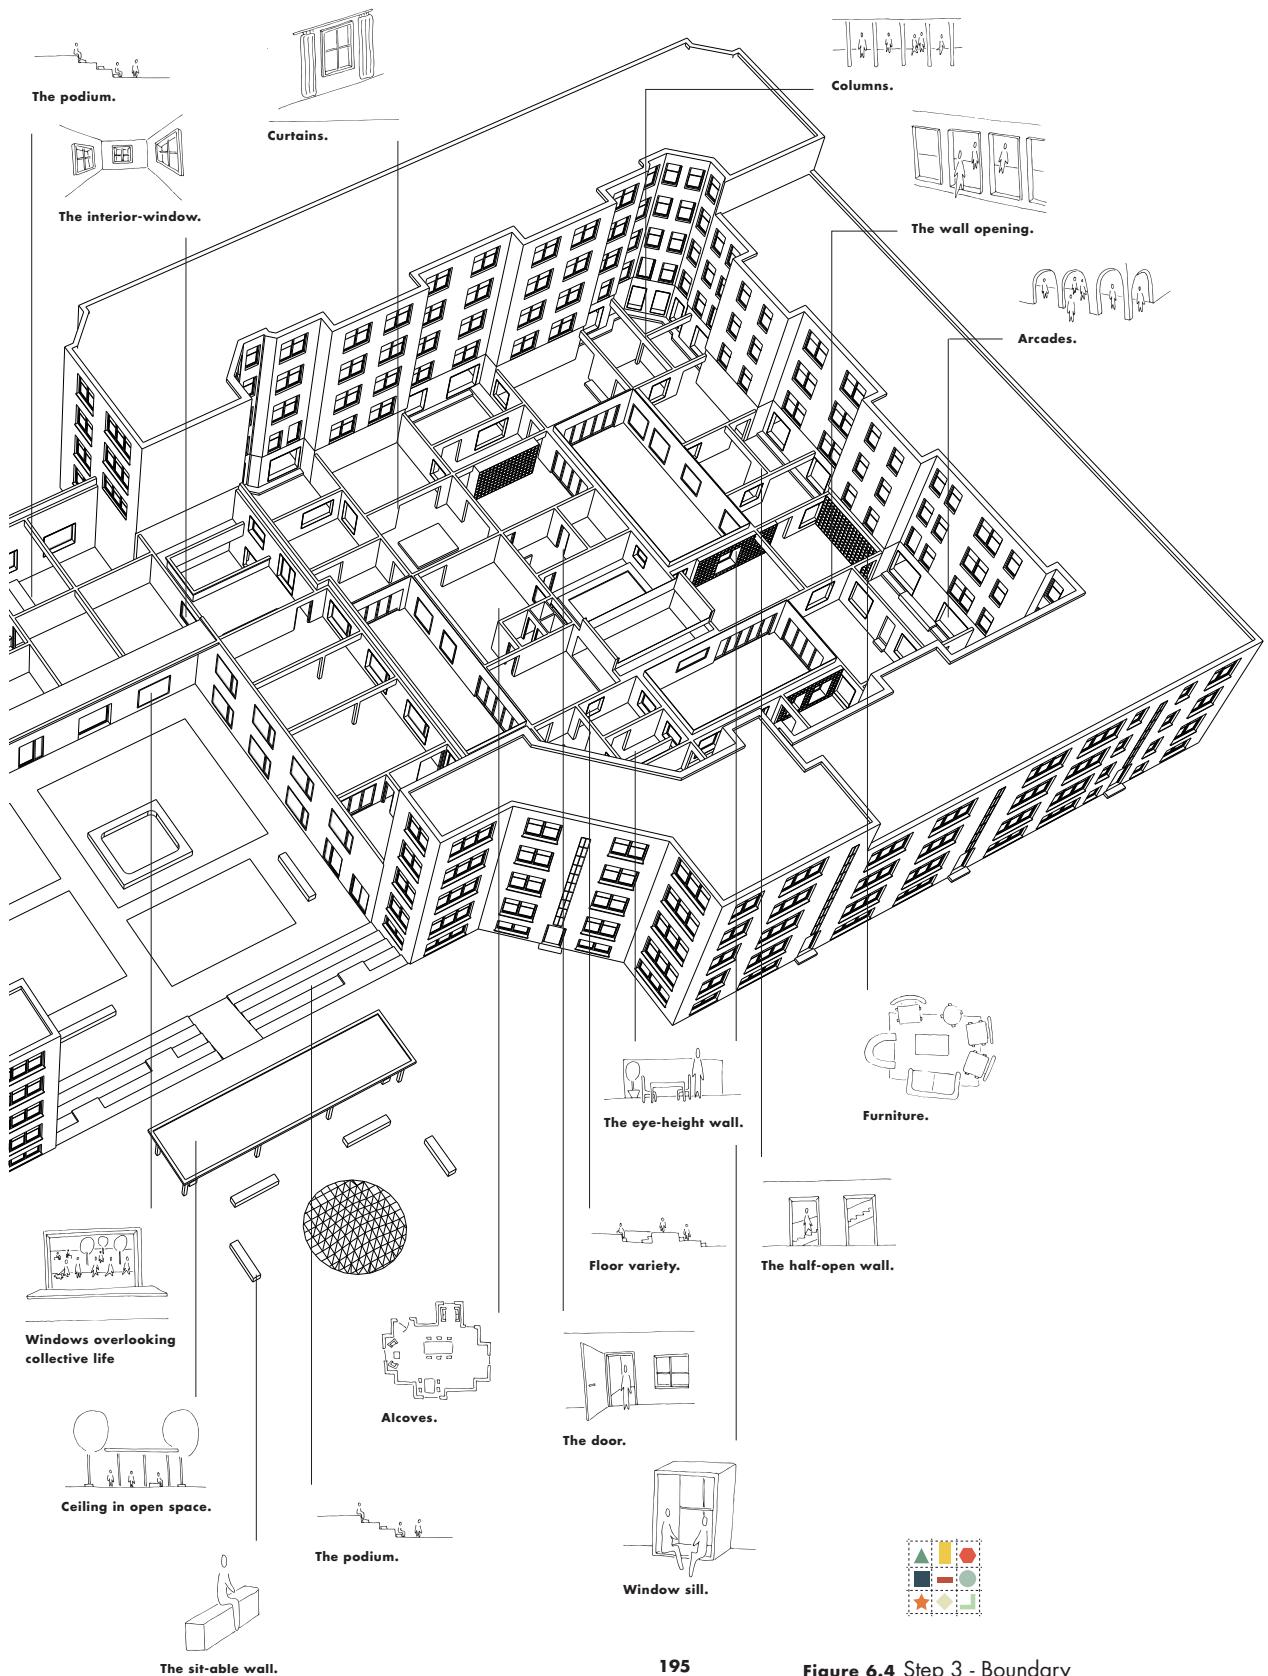 The podium.
Curtains.
Columns.
The interior-window.
The wall opening.
Arcades.
Furniture.
The eye-height wall.
Floor variety.
The half-open wall.
Windows overlooking
collective life
Alcoves.
The door.
Ceiling in open space.
The podium.
Window sill.
The sit-able wall.
195
Figure 6.4 Step 3 - Boundary